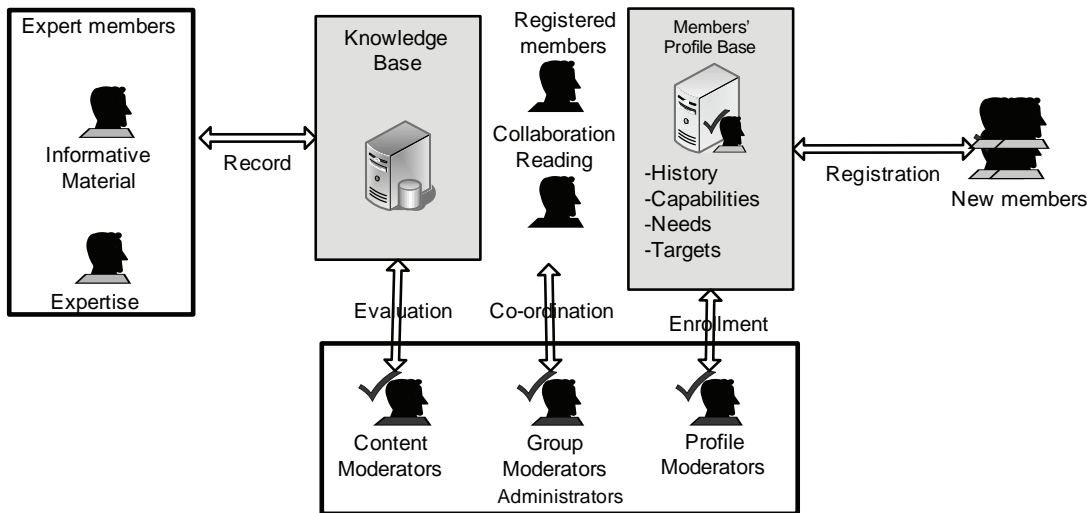 Expert members
Informative
Material
Expertise
Record
Knowledge
Base
Registered
members
Collaboration
Reading
Members'
Profile Base
-History
-Capabilities
-Needs
-Targets
Registration
New members
Evaluation
Co-ordination
Enrollment
Content
Moderators
Group
Moderators
Profile
Moderators
Administrators